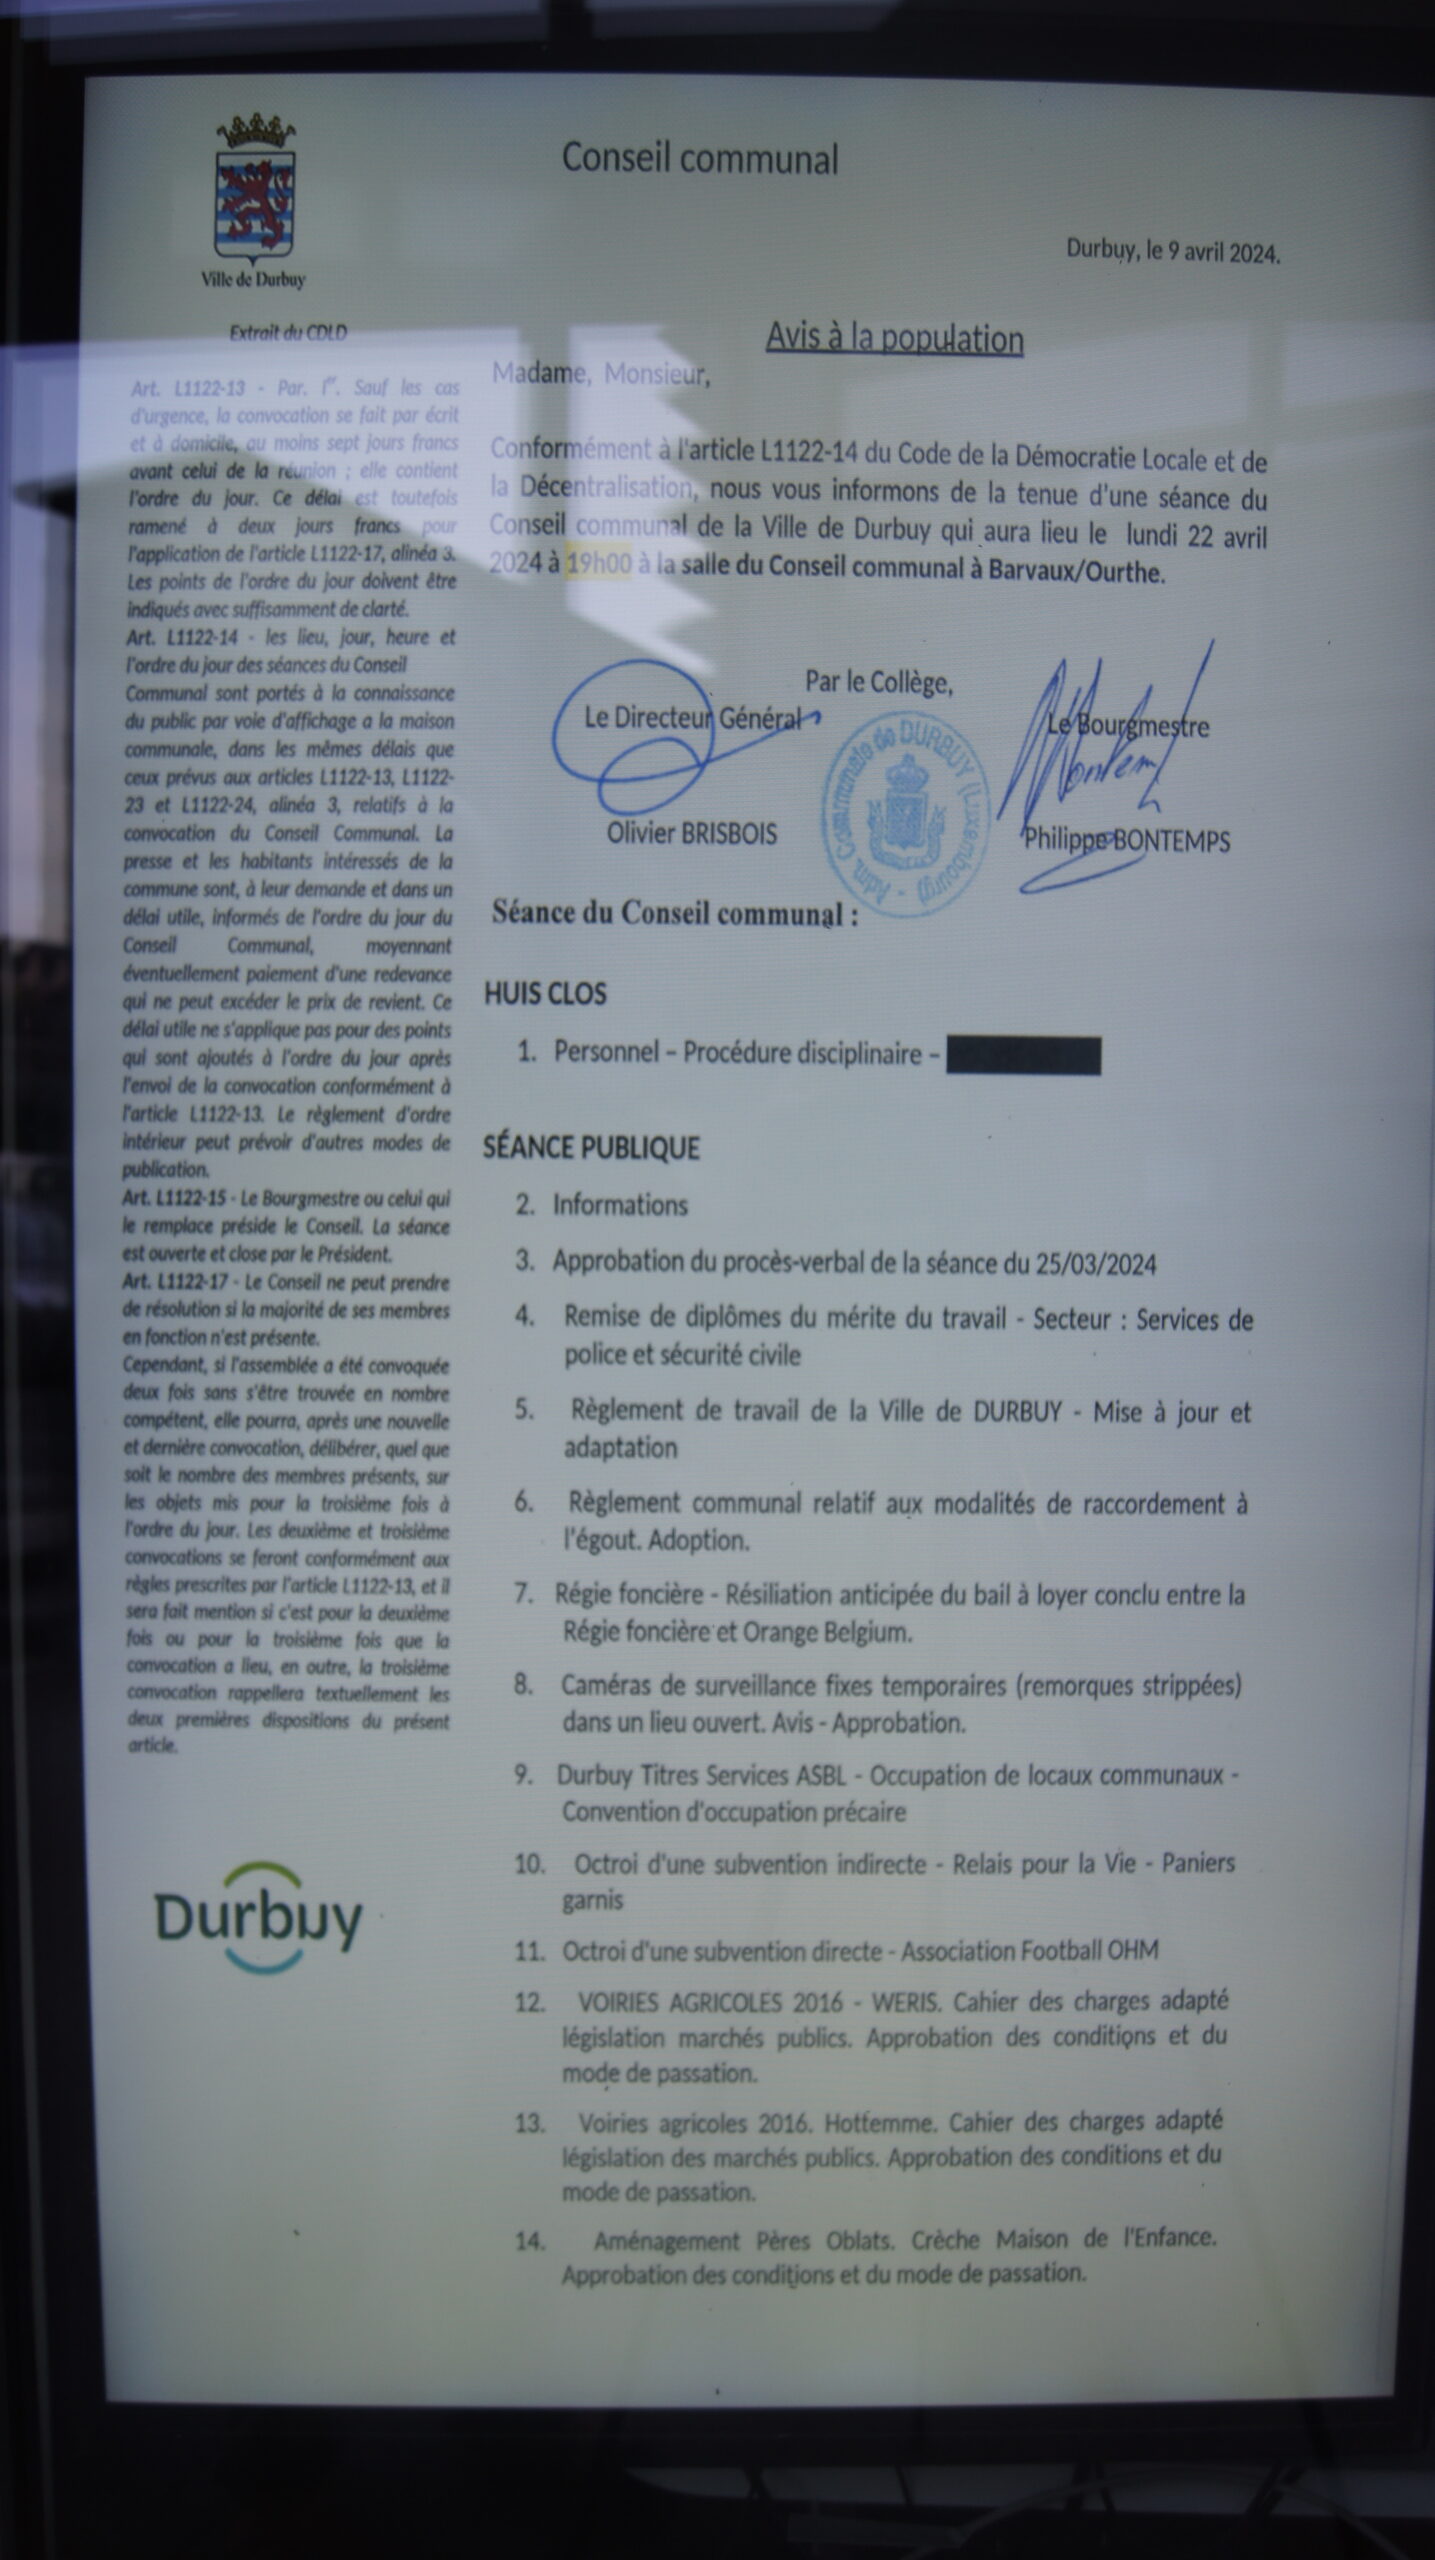 Conseil communal
Ville de Durbuy
Durbuy, le 9 avril 2024.
Extrait du CDLD
Art. L1122-13 - Par. 1er. Sauf les cas
d'urgence, la convocation se fait par écrit
et à domicile, au moins sept jours francs
avant celui de la réunion ; elle contient
l'ordre du jour. Ce délai est toutefois
ramené à deux jours francs pour
l'application de l'article L1122-17, alinéa 3.
Les points de l'ordre du jour doivent être
indiqués avec suffisamment de clarté.
Art. L1122-14 - les lieu, jour, heure et
l'ordre du jour des séances du Conseil
Communal sont portés à la connaissance
du public par voie d'affichage a la maison
communale, dans les mêmes délais que
ceux prévus aux articles L1122-13, L1122-
23 et L1122-24, alinéa 3, relatifs à la
convocation du Conseil Communal. La
presse et les habitants intéressés de la
commune sont, à leur demande et dans un
délai utile, informés de l'ordre du jour du
Conseil Communal, moyennant
éventuellement paiement d'une redevance
qui ne peut excéder le prix de revient. Ce
délai utile ne s'applique pas pour des points
qui sont ajoutés à l'ordre du jour après
l'envoi de la convocation conformément à
l'article L1122-13. Le règlement d'ordre
intérieur peut prévoir d'autres modes de
publication.
Art. L1122-15 - Le Bourgmestre ou celui qui
le remplace préside le Conseil. La séance
est ouverte et close par le Président.
Art. L1122-17 - Le Conseil ne peut prendre
de résolution si la majorité de ses membres
en fonction n'est présente.
Cependant, si l'assemblée a été convoquée
deux fois sans s'être trouvée en nombre
compétent, elle pourra, après une nouvelle
et dernière convocation, délibérer, quel que
soit le nombre des membres présents, sur
les objets mis pour la troisième fois à
l'ordre du jour. Les deuxième et troisième
convocations se feront conformément aux
règles prescrites par l'article L1122-13, et il
sera fait mention si c'est pour la deuxième
fois ou pour la troisième fois que la
convocation a lieu, en outre, la troisième
convocation rappellera textuellement les
deux premières dispositions du présent
article.
Durbuy
Avis à la population
Madame, Monsieur,
Conformément à l'article L1122-14 du Code de la Démocratie Locale et de
la Décentralisation, nous vous informons de la tenue d'une séance du
Conseil communal de la Ville de Durbuy qui aura lieu le lundi 22 avril
2024 à 19h00 à la salle du Conseil communal à Barvaux/Ourthe.
Par le Collège,
Le Directeur Général
Le Bourgmestre
Adm. Communale de DURBUY (Luxembourg) -
Olivier BRISBOIS
Philippe BONTEMPS
Séance du Conseil communal :
HUIS CLOS
1. Personnel – Procédure disciplinaire –
SÉANCE PUBLIQUE
2. Informations
3. Approbation du procès-verbal de la séance du 25/03/2024
4. Remise de diplômes du mérite du travail - Secteur : Services de
police et sécurité civile
5. Règlement de travail de la Ville de DURBUY - Mise à jour et
adaptation
6. Règlement communal relatif aux modalités de raccordement à
l'égout. Adoption.
7. Régie foncière - Résiliation anticipée du bail à loyer conclu entre la
Régie foncière et Orange Belgium.
8. Caméras de surveillance fixes temporaires (remorques strippées)
dans un lieu ouvert. Avis - Approbation.
9. Durbuy Titres Services ASBL - Occupation de locaux communaux -
Convention d'occupation précaire
10. Octroi d'une subvention indirecte - Relais pour la Vie - Paniers
garnis
11. Octroi d'une subvention directe - Association Football OHM
12. VOIRIES AGRICOLES 2016 - WERIS. Cahier des charges adapté
législation marchés publics. Approbation des conditions et du
mode de passation.
13. Voiries agricoles 2016. Hottemme. Cahier des charges adapté
législation des marchés publics. Approbation des conditions et du
mode de passation.
14. Aménagement Pères Oblats. Crèche Maison de l'Enfance.
Approbation des conditions et du mode de passation.